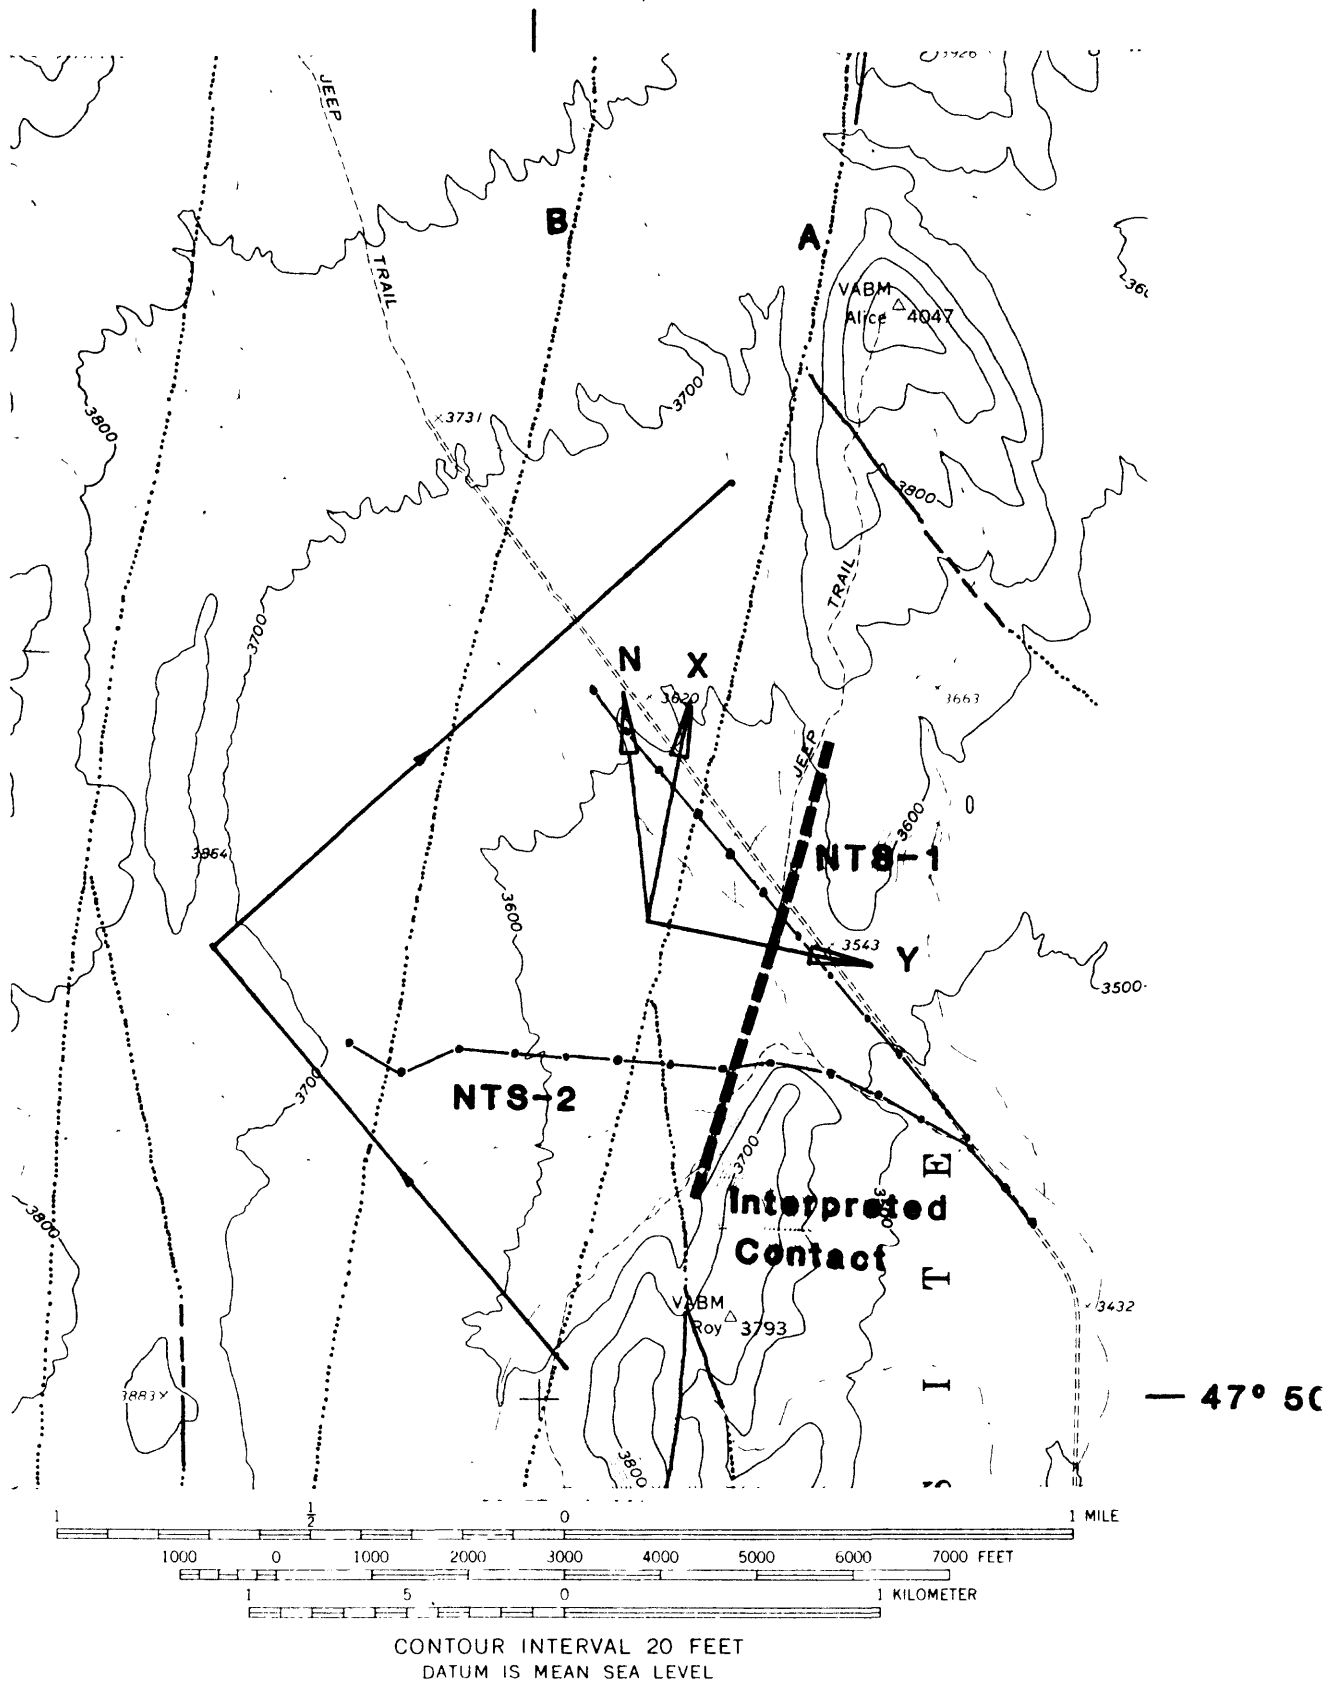 3926
JEEP
B
A
TRAIL
VABM
Alice 4047
3700
3731
3800
3800
TRAIL
3700
N
X
3620
3663
JEEP
3600
NTS-1
3864
3600
3543
Y
3500
3700
NTS-2
3700
E
Interpreted
Contact
3800
T
VABM
Roy 3793
3432
3883
I
47° 50
3800
1 ½ 0 1 MILE
1000 0 1000 2000 3000 4000 5000 6000 7000 FEET
1 5 0 1 KILOMETER
CONTOUR INTERVAL 20 FEET
DATUM IS MEAN SEA LEVEL